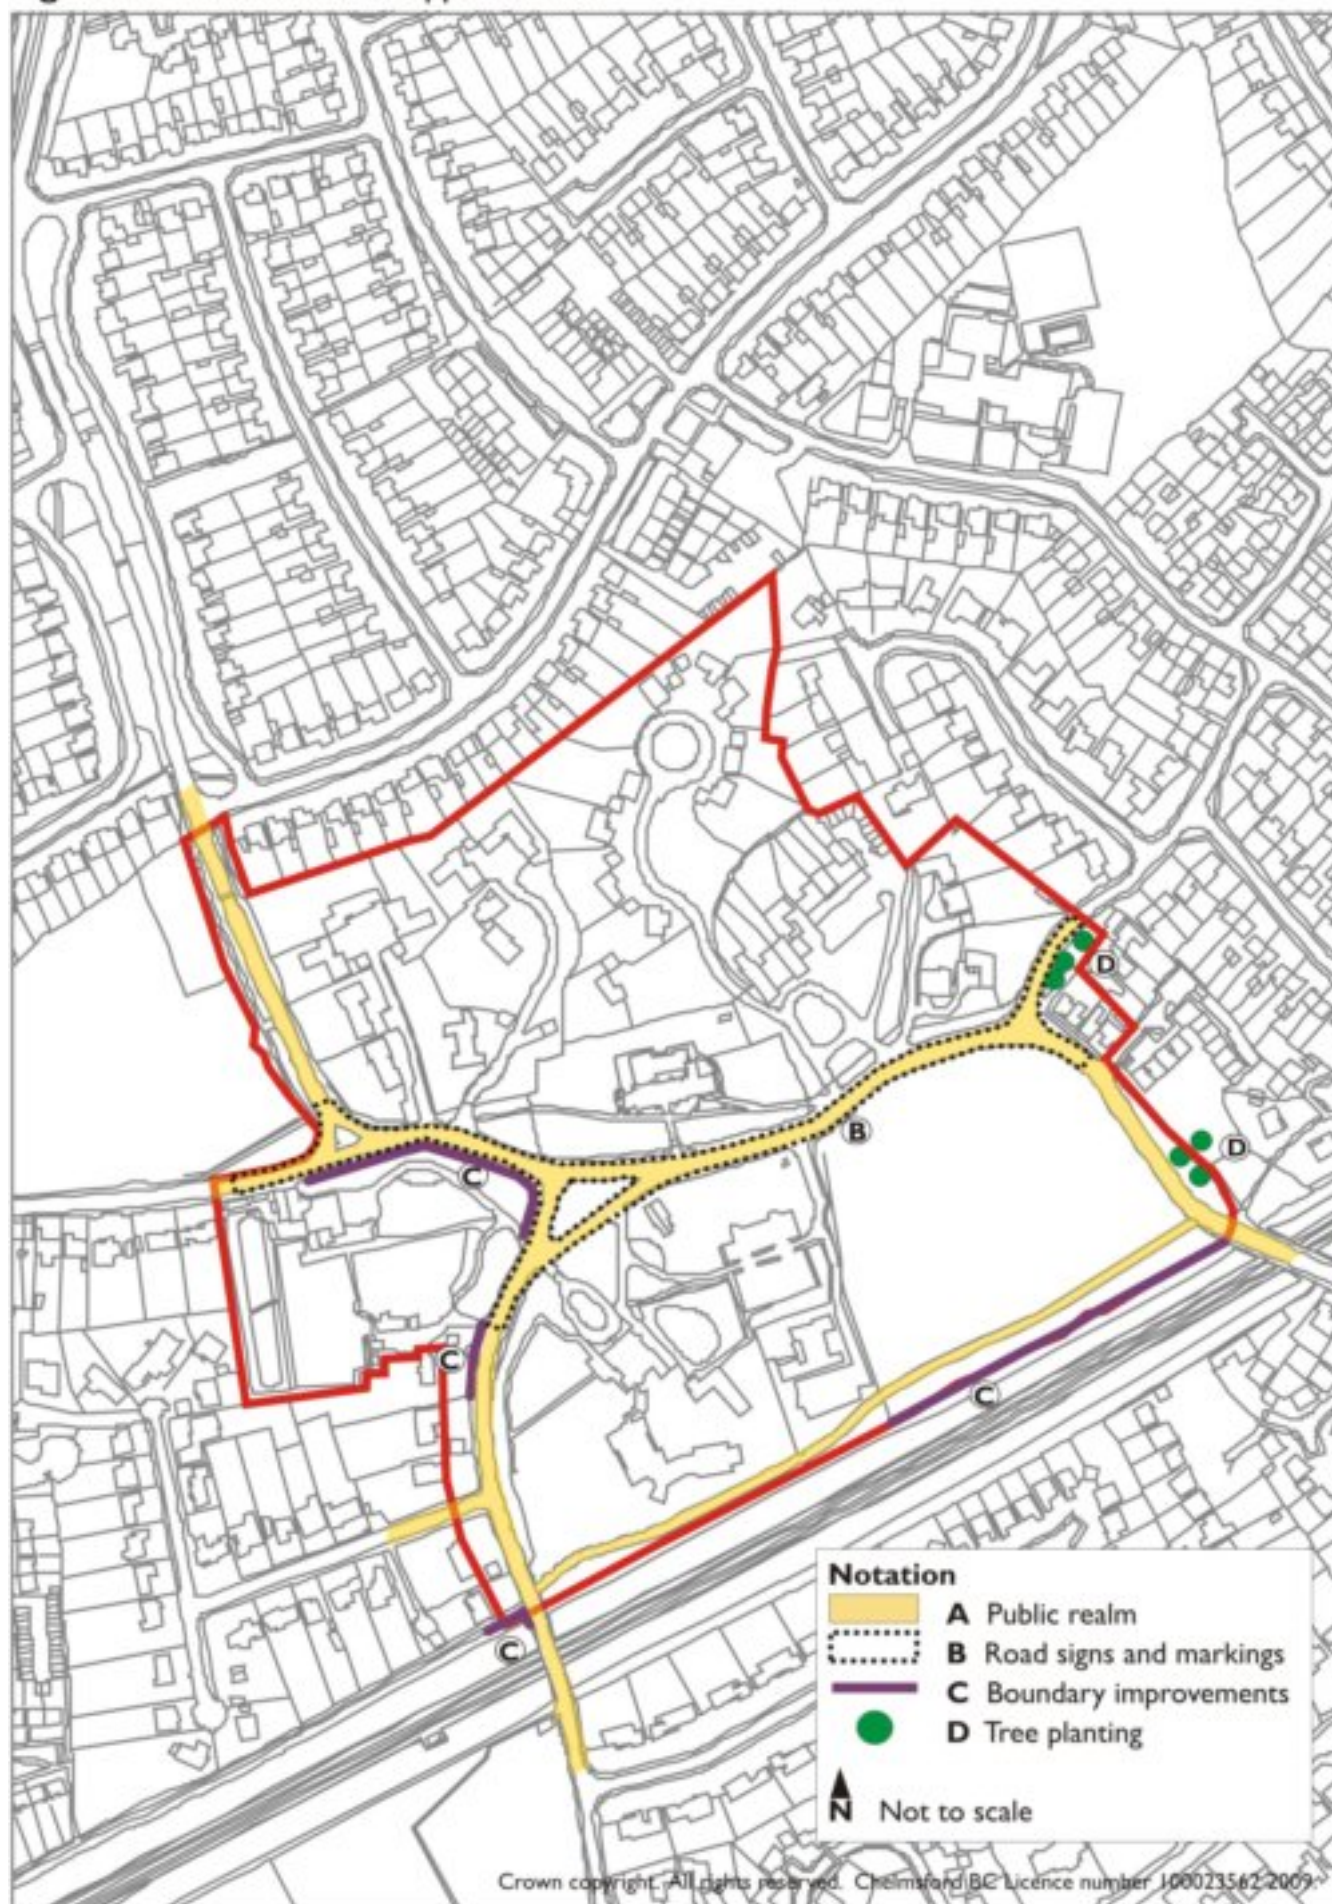 D
D
B
C
C
C
C
Notation
A Public realm
B Road signs and markings
C Boundary improvements
D Tree planting
N Not to scale
Crown copyright. All rights reserved. Chelmsford BC Licence number 100023562 2009.